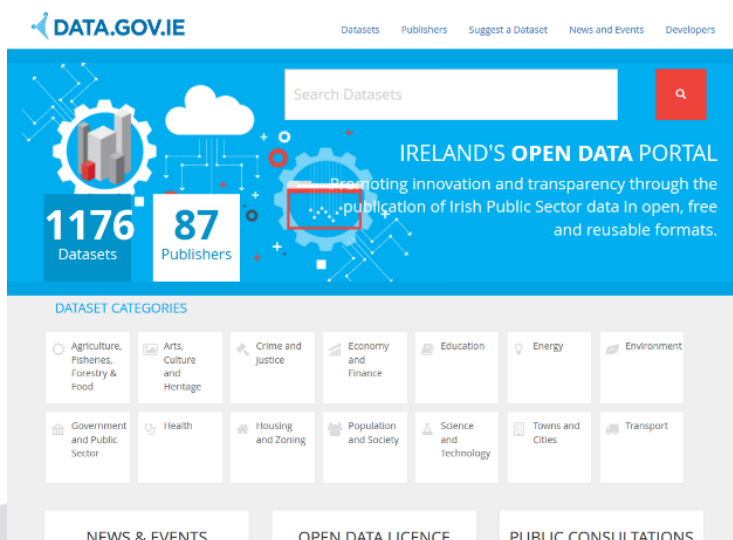 DATA.GOV.IE
Datasets Publishers Suggest a Dataset News and Events Developers
Search Datasets
IRELAND'S OPEN DATA PORTAL
Promoting innovation and transparency through the
publication of Irish Public Sector data in open, free
and reusable formats.
1176
Datasets
87
Publishers
DATASET CATEGORIES
Agriculture,
Fisheries,
Forestry &
Food
Arts,
Culture
and
Heritage
Crime and
Justice
Economy
and
Finance
Education
Energy
Environment
Government
and Public
Sector
Health
Housing
and Zoning
Population
and Society
Science
and
Technology
Towns and
Cities
Transport
NEWS & EVENTS
OPEN DATA LICENCE
PUBLIC CONSULTATIONS